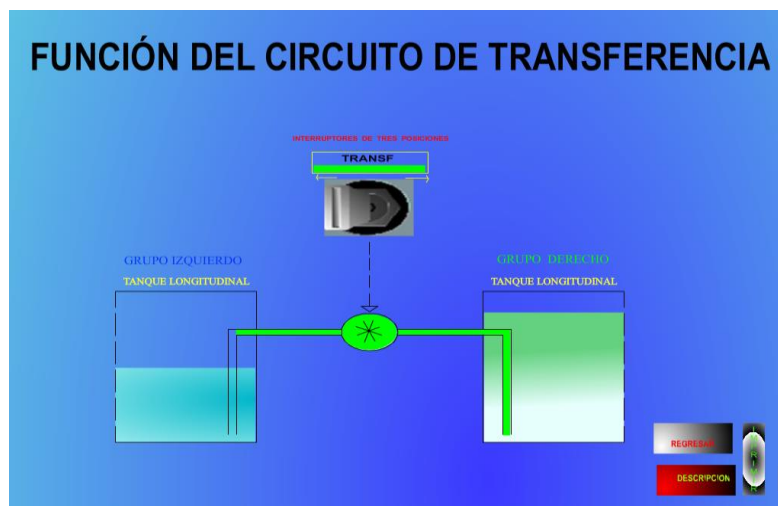 FUNCIÓN DEL CIRCUITO DE TRANSFERENCIA
INTERRUPTORES DE TRES POSICIONES
TRANSF
GRUPO IZQUIERDO
TANQUE LONGITUDINAL
GRUPO DERECHO
TANQUE LONGITUDINAL
REGRESAR
DESCRIPCION